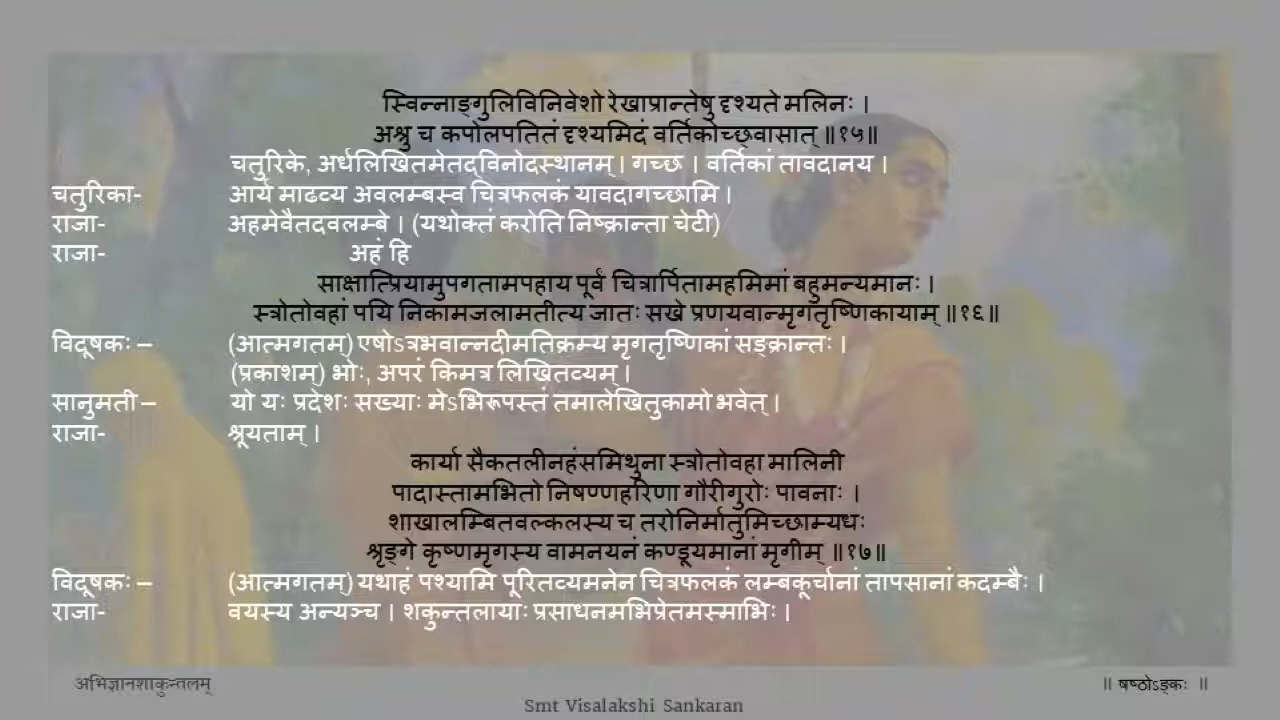 स्विन्नाङ्गुलिविनिवेशो रेखाप्रान्तेषु दृश्यते मलिनः ।
अश्रु च कपोलपतितं दृश्यमिदं वर्तिकोच्छ्वासात् ॥१५॥
चतुरिके, अर्धलिखितमेतद्विनोदस्थानम् । गच्छ । वर्तिकां तावदानय ।
चतुरिका- आर्य माढव्य अवलम्बस्व चित्रफलकं यावदागच्छामि ।
राजा- अहमेवैतदवलम्बे । (यथोक्तं करोति निष्क्रान्ता चेटी)
राजा- अहं हि
साक्षात्प्रियामुपगतामपहाय पूर्वं चित्रार्पितामहमिमां बहुमन्यमानः ।
स्त्रोतोवहां पथि निकामजलामतीत्य जातः सखे प्रणयवान्मृगतृष्णिकायाम् ॥१६॥
विदूषकः – (आत्मगतम्) एषोऽत्रभवान्नदीमतिक्रम्य मृगतृष्णिकां सङ्क्रान्तः ।
(प्रकाशम्) भोः, अपरं किमत्र लिखितव्यम् ।
सानुमती – यो यः प्रदेशः सख्याः मेऽभिरूपस्तं तमालेखितुकामो भवेत् ।
राजा- श्रूयताम् ।
कार्या सैकतलीनहंसमिथुना स्त्रोतोवहा मालिनी
पादास्तामभितो निषण्णहरिणा गौरीगुरोः पावनाः ।
शाखालम्बितवल्कलस्य च तरोनिर्मातुमिच्छाम्यधः
श्रृङ्गे कृष्णमृगस्य वामनयनं कण्डूयमानां मृगीम् ॥१७॥
विदूषकः – (आत्मगतम्) यथाहं पश्यामि पूरितव्यमनेन चित्रफलकं लम्बकूर्चानां तापसानां कदम्बैः ।
राजा- वयस्य अन्यञ्च । शकुन्तलायाः प्रसाधनमभिप्रेतमस्माभिः ।
अभिज्ञानशाकुन्तलम्
॥ षष्ठोऽङ्कः ॥
Smt Visalakshi Sankaran